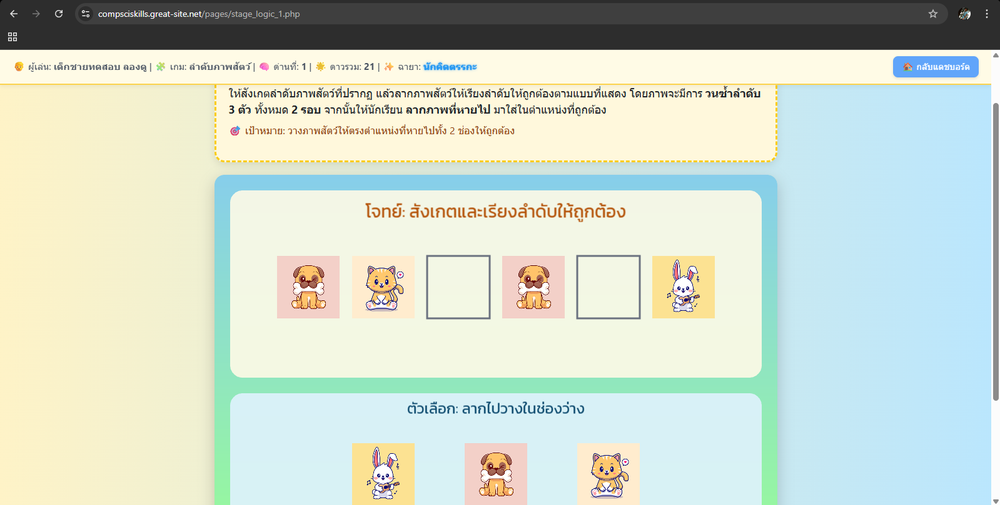 compsciskills.great-site.net/pages/stage_logic_1.php
ผู้เล่น: เด็กชายทดสอบ ลองดู | เกม: ลำดับภาพสัตว์ | ด่านที่: 1 | ดาวรวม: 21 | ฉายา: นักคิดตรรกะ
กลับแดชบอร์ด
ให้สังเกตลำดับภาพสัตว์ที่ปรากฏ แล้วลากภาพสัตว์ให้เรียงลำดับให้ถูกต้องตามแบบที่แสดง โดยภาพจะมีการ วนซ้ำลำดับ
3 ตัว ทั้งหมด 2 รอบ จากนั้นให้นักเรียน ลากภาพที่หายไป มาใส่ในตำแหน่งที่ถูกต้อง
เป้าหมาย: วางภาพสัตว์ให้ตรงตำแหน่งที่หายไปทั้ง 2 ช่องให้ถูกต้อง
โจทย์: สังเกตและเรียงลำดับให้ถูกต้อง
ตัวเลือก: ลากไปวางในช่องว่าง